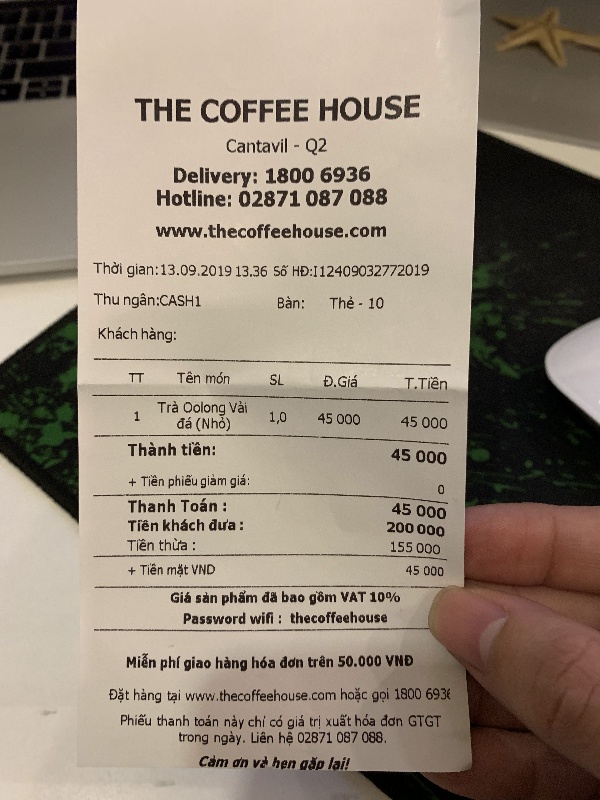 THE COFFEE HOUSE
Cantavil - Q2
Delivery: 1800 6936
Hotline: 02871 087 088
www.thecoffeehouse.com
Thời gian:13.09.2019 13.36 Số HĐ:I12409032772019
Thu ngân:CASH1 Bàn: Thẻ - 10
Khách hàng:
TT Tên món SL Đ.Giá T.Tiền
1 Trà Oolong Vải 1,0 45 000 45 000
đá (Nhỏ)
Thành tiền: 45 000
+ Tiền phiếu giảm giá: 0
Thanh Toán : 45 000
Tiền khách đưa : 200 000
Tiền thừa : 155 000
+ Tiền mặt VND 45 000
Giá sản phẩm đã bao gồm VAT 10%
Password wifi : thecoffeehouse
Miễn phí giao hàng hóa đơn trên 50.000 VNĐ
Đặt hàng tại www.thecoffeehouse.com hoặc gọi 1800 6936
Phiếu thanh toán này chỉ có giá trị xuất hóa đơn GTGT
trong ngày. Liên hệ 02871 087 088.
Cảm ơn và hẹn gặp lại!